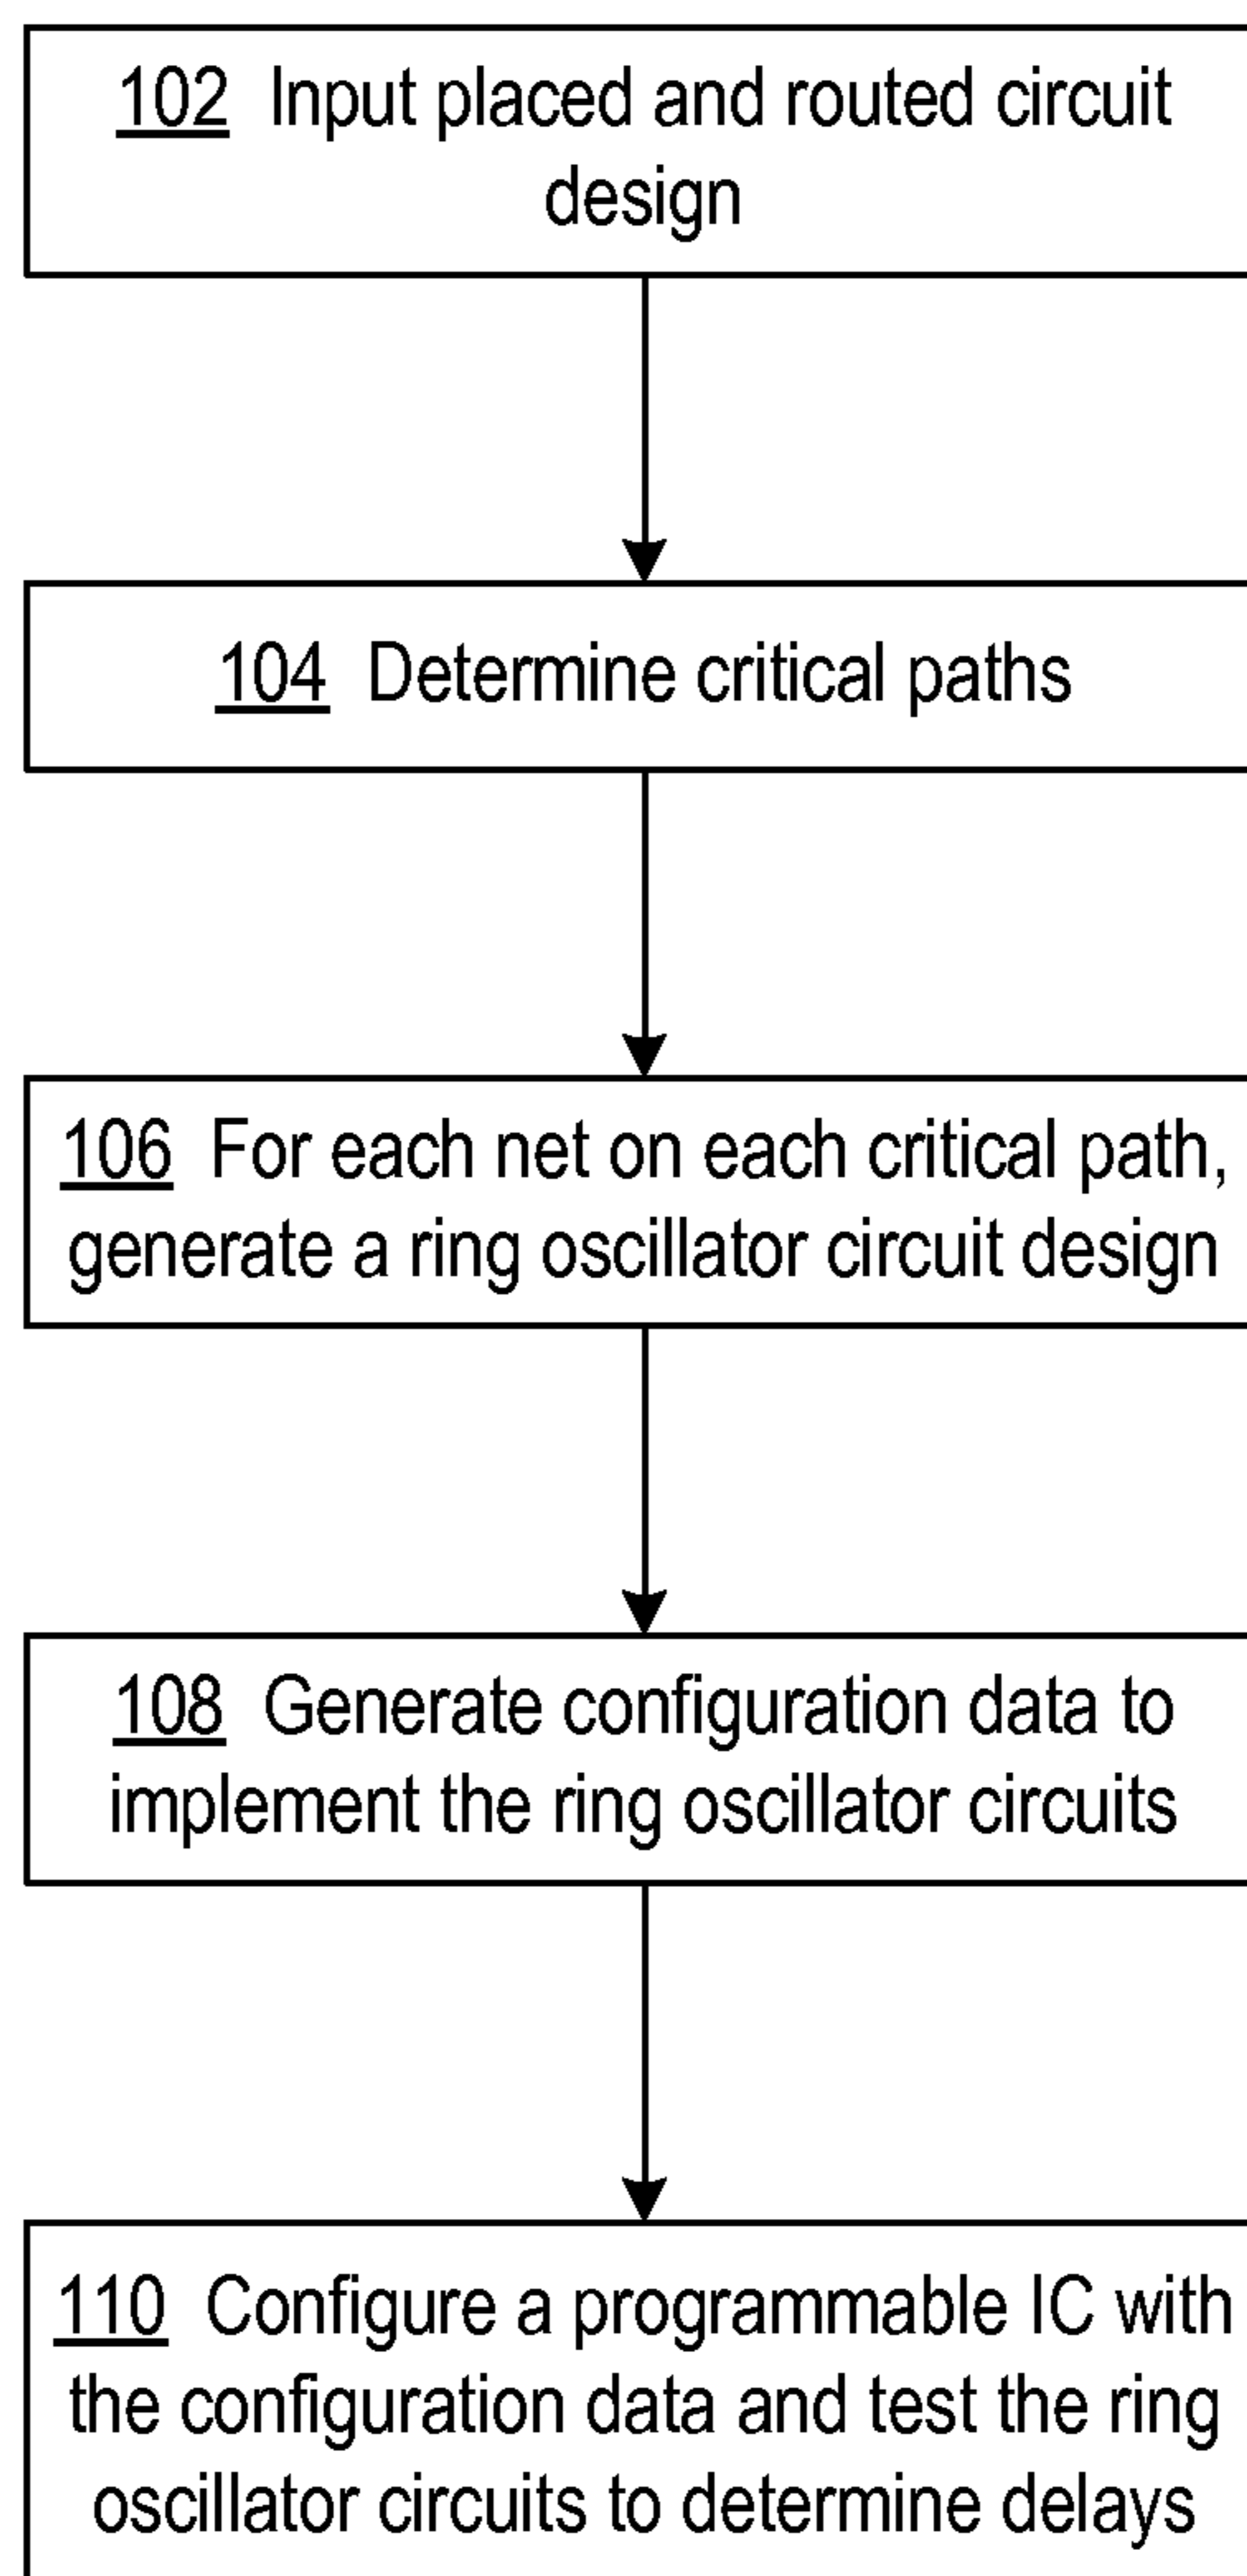 102 Input placed and routed circuit
design
104 Determine critical paths
106 For each net on each critical path,
generate a ring oscillator circuit design
108 Generate configuration data to
implement the ring oscillator circuits
110 Configure a programmable IC with
the configuration data and test the ring
oscillator circuits to determine delays